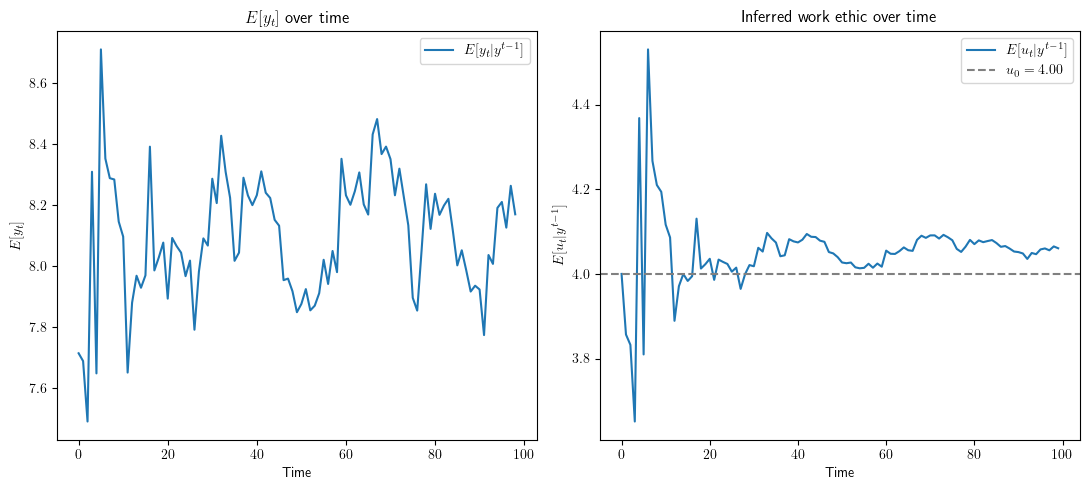 E[y_t] over time
E[y_t|y^{t-1}]
8.6
8.4
8.2
8.0
7.8
7.6
E[y_t]
0
20
40
60
80
100
Time
Inferred work ethic over time
E[u_t|y^{t-1}]
u_0 = 4.00
4.4
4.2
4.0
3.8
E[u_t|y^{t-1}]
0
20
40
60
80
100
Time